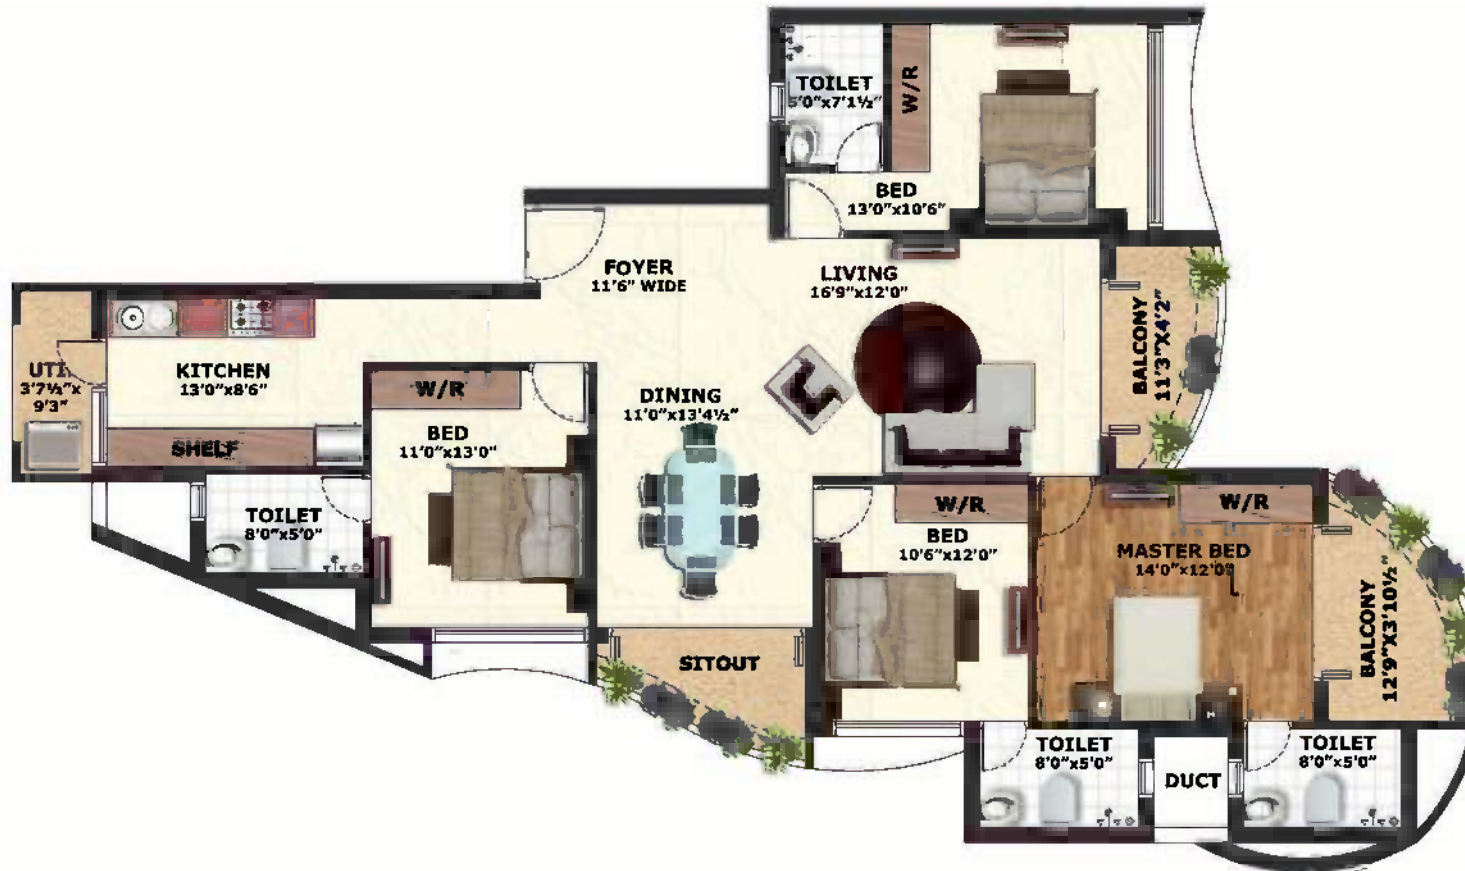 TOILET
5'0"x7'1½"
W/R
BED
13'0"x10'6"
FOYER
11'6" WIDE
LIVING
16'9"x12'0"
BALCONY
11'3"X4'2"
KITCHEN
13'0"x8'6"
UTI.
3'7½"x
9'3"
SHELF
W/R
BED
11'0"x13'0"
DINING
11'0"x13'4½"
TOILET
8'0"x5'0"
W/R
BED
10'6"x12'0"
W/R
MASTER BED
14'0"x12'0"
BALCONY
12'9"X3'10½"
SITOUT
TOILET
8'0"x5'0"
DUCT
TOILET
8'0"x5'0"